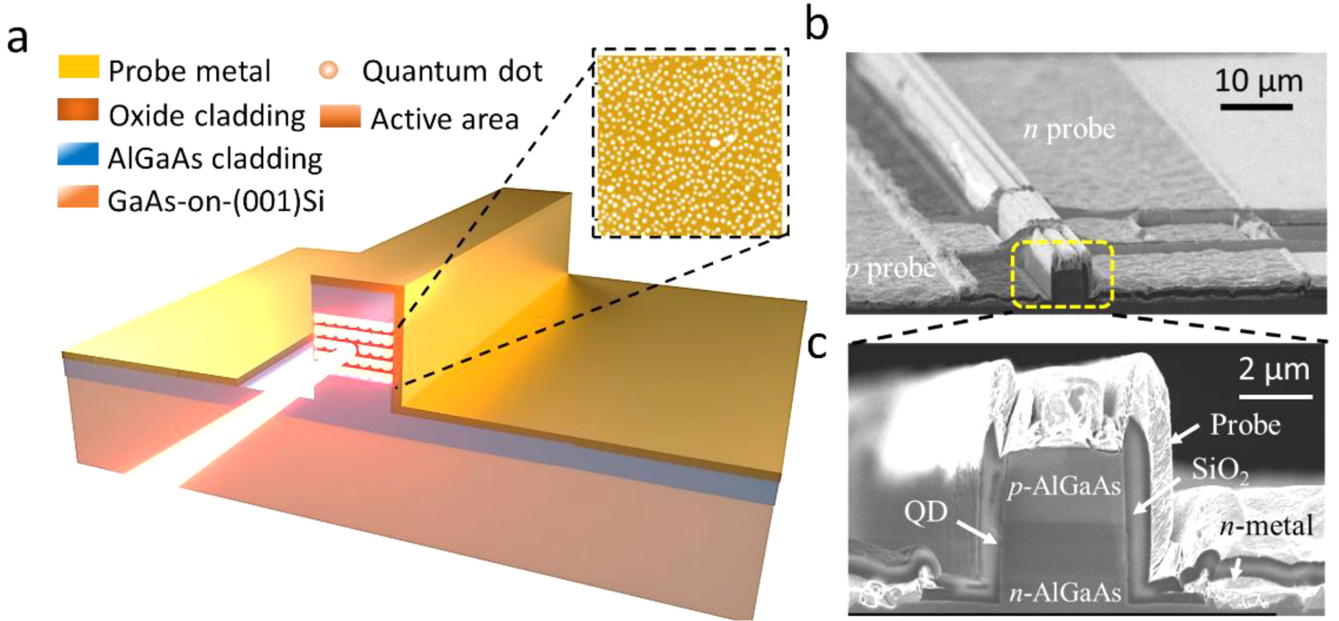 a
Probe metal
Quantum dot
Oxide cladding
Active area
AlGaAs cladding
GaAs-on-(001)Si
b
10 μm
n probe
p probe
c
2 μm
Probe
SiO₂
p-AlGaAs
QD
n-metal
n-AlGaAs